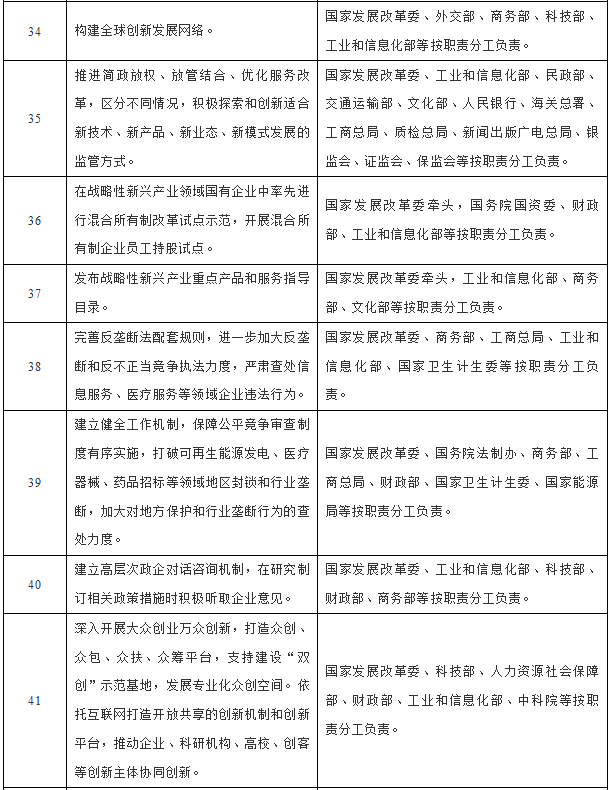 34
构建全球创新发展网络。
国家发展改革委、外交部、商务部、科技部、
工业和信息化部等按职责分工负责。
35
推进简政放权、放管结合、优化服务改
革，区分不同情况，积极探索和创新适合
新技术、新产品、新业态、新模式发展的
监管方式。
国家发展改革委、工业和信息化部、民政部、
交通运输部、文化部、人民银行、海关总署、
工商总局、质检总局、新闻出版广电总局、银
监会、证监会、保监会等按职责分工负责。
36
在战略性新兴产业领域国有企业中率先进
行混合所有制改革试点示范，开展混合所
有制企业员工持股试点。
国家发展改革委牵头，国务院国资委、财政
部、工业和信息化部等按职责分工负责。
37
发布战略性新兴产业重点产品和服务指导
目录。
国家发展改革委牵头，工业和信息化部、商务
部、文化部等按职责分工负责。
38
完善反垄断法配套规则，进一步加大反垄
断和反不正当竞争执法力度，严肃查处信
息服务、医疗服务等领域企业违法行为。
国家发展改革委、商务部、工商总局、工业和
信息化部、国家卫生计生委等按职责分工负
责。
39
建立健全工作机制，保障公平竞争审查制
度有序实施，打破可再生能源发电、医疗
器械、药品招标等领域地区封锁和行业垄
断，加大对地方保护和行业垄断行为的查
处力度。
国家发展改革委、国务院法制办、商务部、工
商总局、财政部、国家卫生计生委、国家能源
局等按职责分工负责。
40
建立高层次政企对话咨询机制，在研究制
订相关政策措施时积极听取企业意见。
国家发展改革委、工业和信息化部、科技部、
财政部、商务部等按职责分工负责。
41
深入开展大众创业万众创新，打造众创、
众包、众扶、众筹平台，支持建设“双
创”示范基地，发展专业化众创空间。依
托互联网打造开放共享的创新机制和创新
平台，推动企业、科研机构、高校、创客
等创新主体协同创新。
国家发展改革委、科技部、人力资源社会保障
部、财政部、工业和信息化部、中科院等按职
责分工负责。